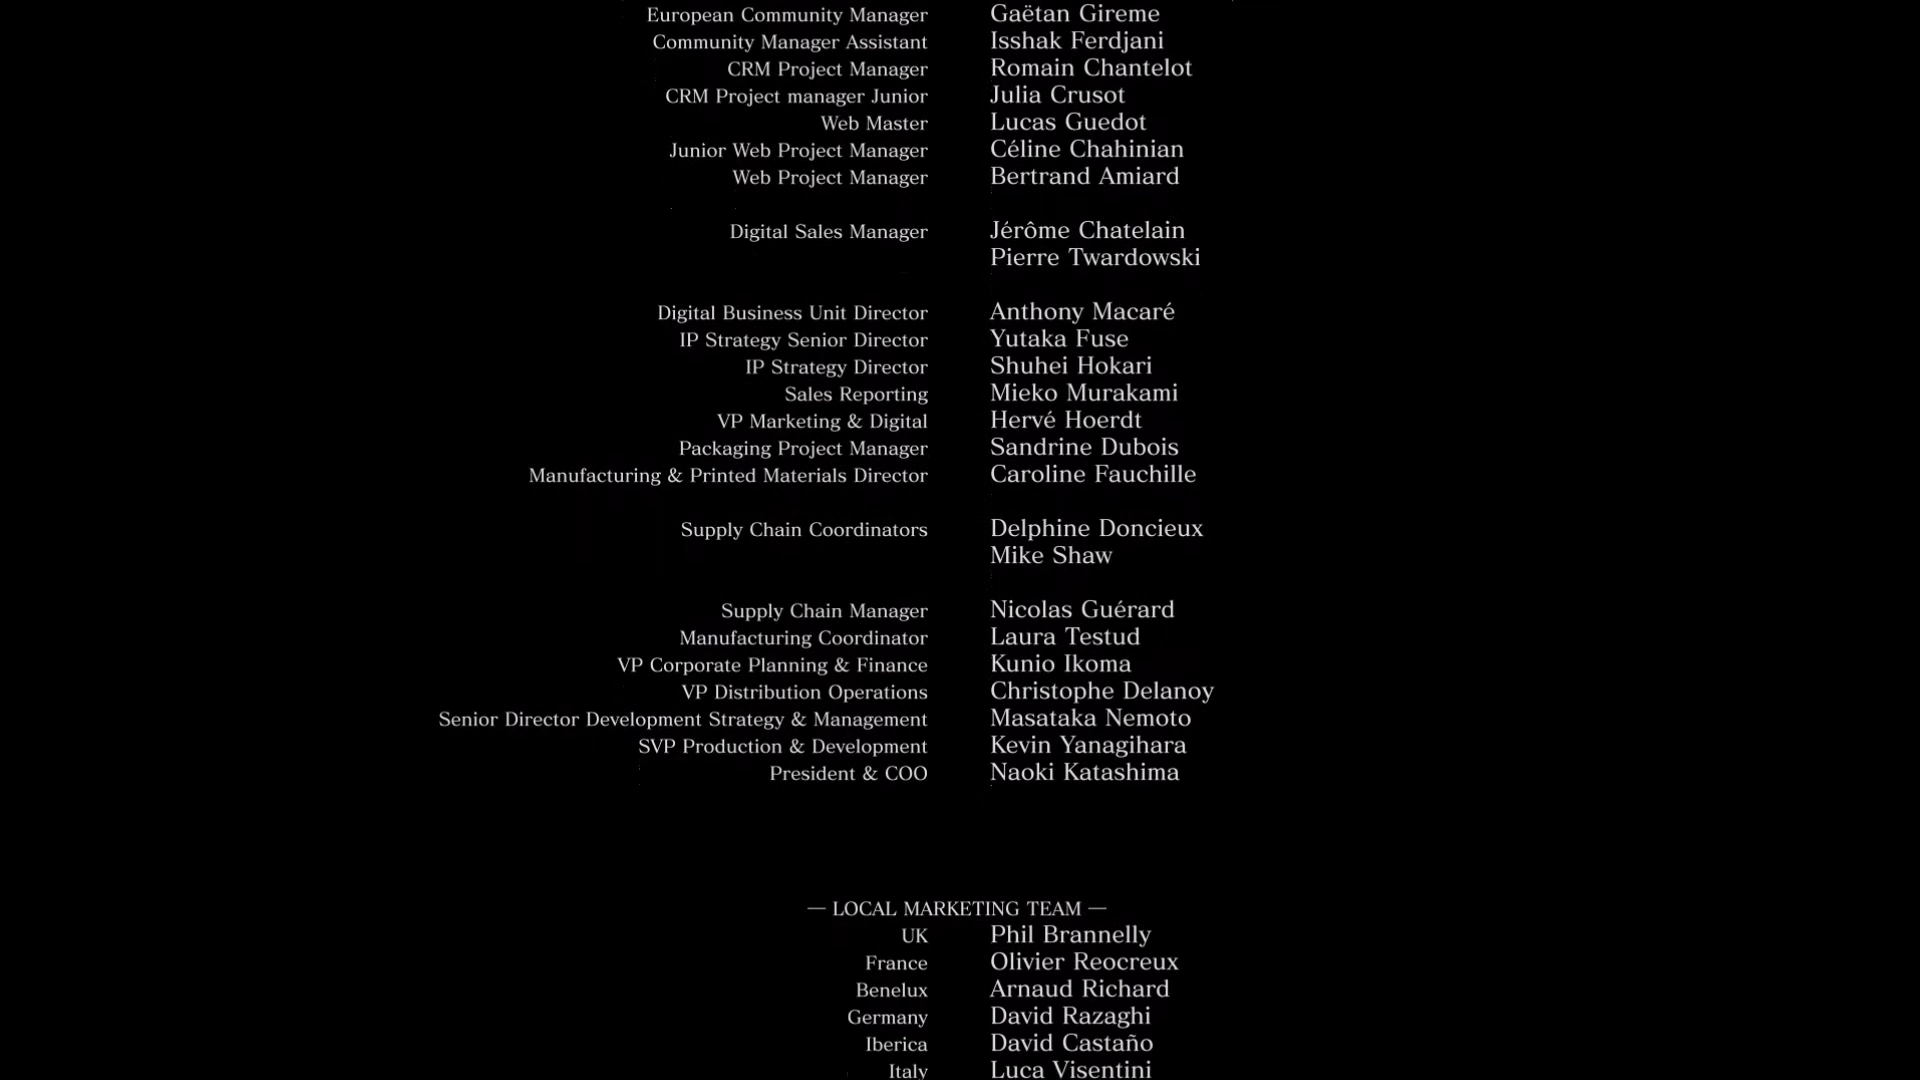 European Community Manager Gaëtan Gireme
Community Manager Assistant Isshak Ferdjani
CRM Project Manager Romain Chantelot
CRM Project manager Junior Julia Crusot
Web Master Lucas Guedot
Junior Web Project Manager Céline Chahinian
Web Project Manager Bertrand Amiard
Digital Sales Manager Jérôme Chatelain
Pierre Twardowski
Digital Business Unit Director Anthony Macaré
IP Strategy Senior Director Yutaka Fuse
IP Strategy Director Shuhei Hokari
Sales Reporting Mieko Murakami
VP Marketing & Digital Hervé Hoerdt
Packaging Project Manager Sandrine Dubois
Manufacturing & Printed Materials Director Caroline Fauchille
Supply Chain Coordinators Delphine Doncieux
Mike Shaw
Supply Chain Manager Nicolas Guérard
Manufacturing Coordinator Laura Testud
VP Corporate Planning & Finance Kunio Ikoma
VP Distribution Operations Christophe Delanoy
Senior Director Development Strategy & Management Masataka Nemoto
SVP Production & Development Kevin Yanagihara
President & COO Naoki Katashima
— LOCAL MARKETING TEAM —
UK Phil Brannelly
France Olivier Reocreux
Benelux Arnaud Richard
Germany David Razaghi
Iberica David Castaño
Italy Luca Visentini